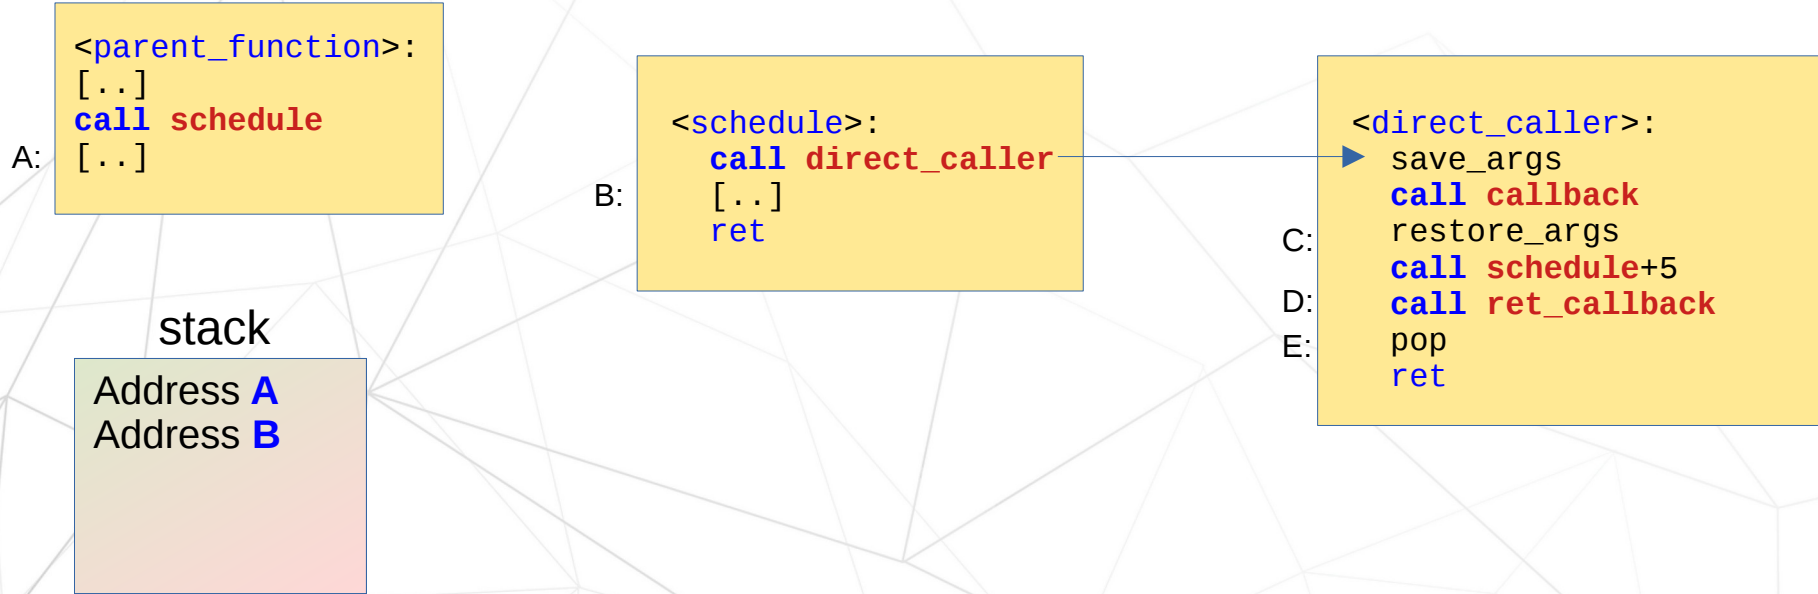 <parent_function>:
[..]
call schedule
A:
[..]
<schedule>:
call direct_caller
B:
[..]
ret
<direct_caller>:
save_args
call callback
C:
restore_args
call schedule+5
D:
call ret_callback
E:
pop
ret
stack
Address A
Address B